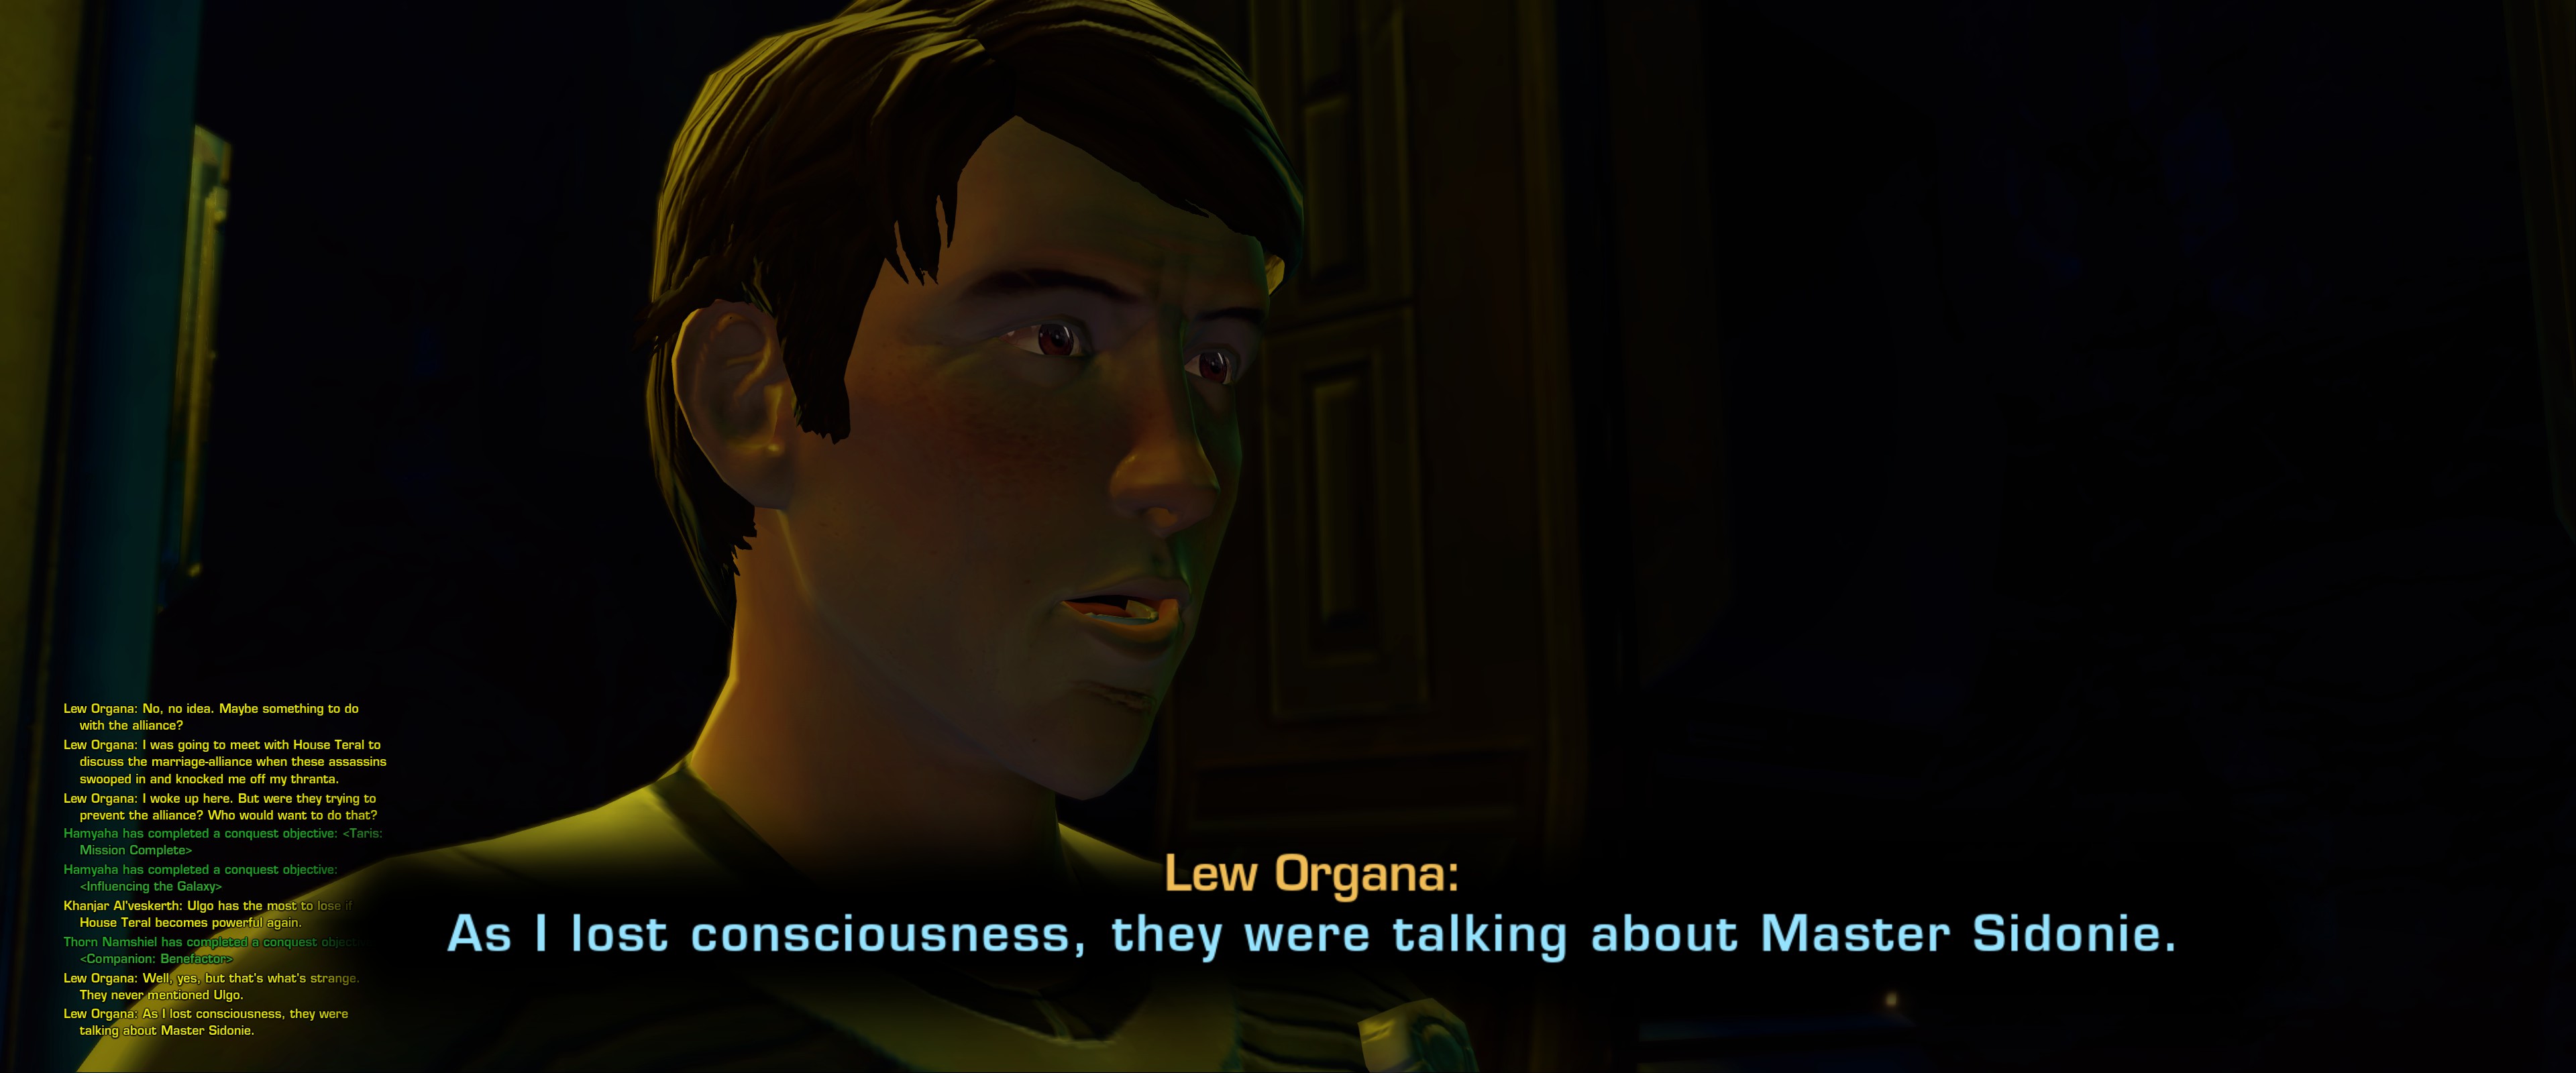 Lew Organa: No, no idea. Maybe something to do
with the alliance?
Lew Organa: I was going to meet with House Teral to
discuss the marriage-alliance when these assassins
swooped in and knocked me off my thranta.
Lew Organa: I woke up here. But were they trying to
prevent the alliance? Who would want to do that?
Hamyaha has completed a conquest objective: <Taris:
Mission Complete>
Hamyaha has completed a conquest objective:
<Influencing the Galaxy>
Khanjar Al'veskerth: Ulgo has the most to lose if
House Teral becomes powerful again.
Thorn Namshiel has completed a conquest
<Companion: Benefactor>
Lew Organa: Well, yes, but that's what's strange.
They never mentioned Ulgo.
Lew Organa: As I lost consciousness, they were
talking about Master Sidonie.
Lew Organa:
As I lost consciousness, they were talking about Master Sidonie.